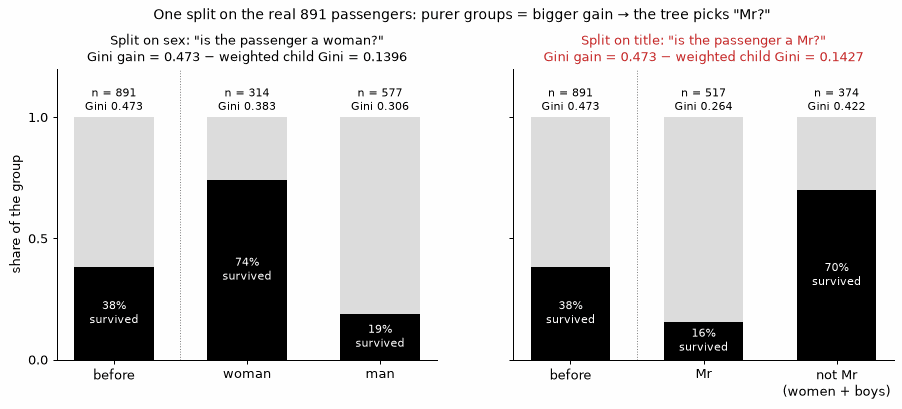 One split on the real 891 passengers: purer groups = bigger gain → the tree picks "Mr?"
Split on sex: "is the passenger a woman?"
Gini gain = 0.473 − weighted child Gini = 0.1396
n = 891
Gini 0.473
n = 314
Gini 0.383
n = 577
Gini 0.306
1.0
0.5
0.0
share of the group
38%
survived
74%
survived
19%
survived
before
woman
man
Split on title: "is the passenger a Mr?"
Gini gain = 0.473 − weighted child Gini = 0.1427
n = 891
Gini 0.473
n = 517
Gini 0.264
n = 374
Gini 0.422
38%
survived
16%
survived
70%
survived
before
Mr
not Mr
(women + boys)